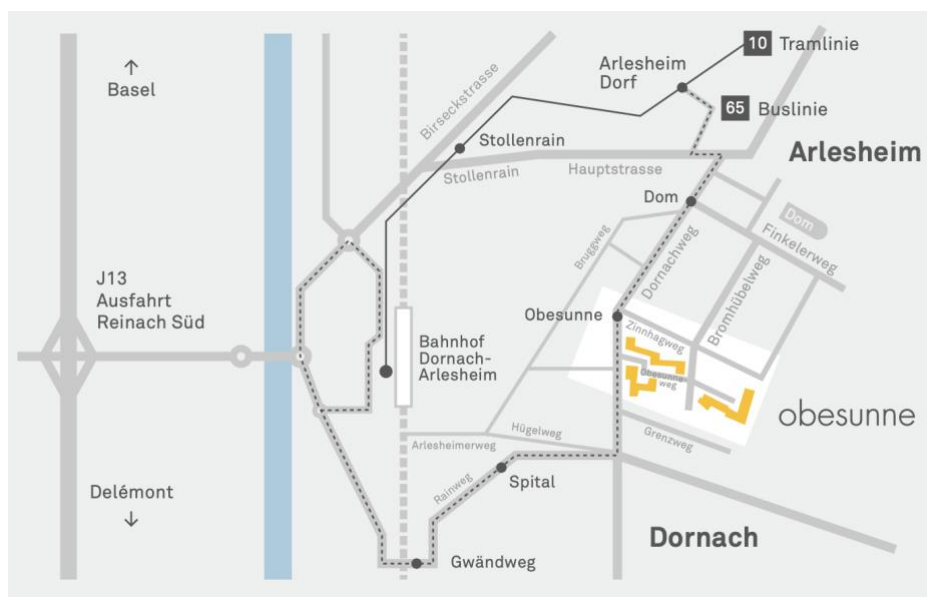 10 Tramlinie
Arlesheim
Dorf
Basel
65 Buslinie
Birseckstrasse
Stollenrain
Arlesheim
Stollenrain
Hauptstrasse
Dom
Dom
Finkelerweg
Bruggweg
Dornachweg
Bromhübelweg
J13
Ausfahrt
Reinach Süd
Obesunne
Zinnhagweg
Bahnhof
Dornach-
Arlesheim
Obesunne
weg
obesunne
Hügelweg
Grenzweg
Arlesheimerweg
Rainweg
Spital
Delémont
Dornach
Gwändweg